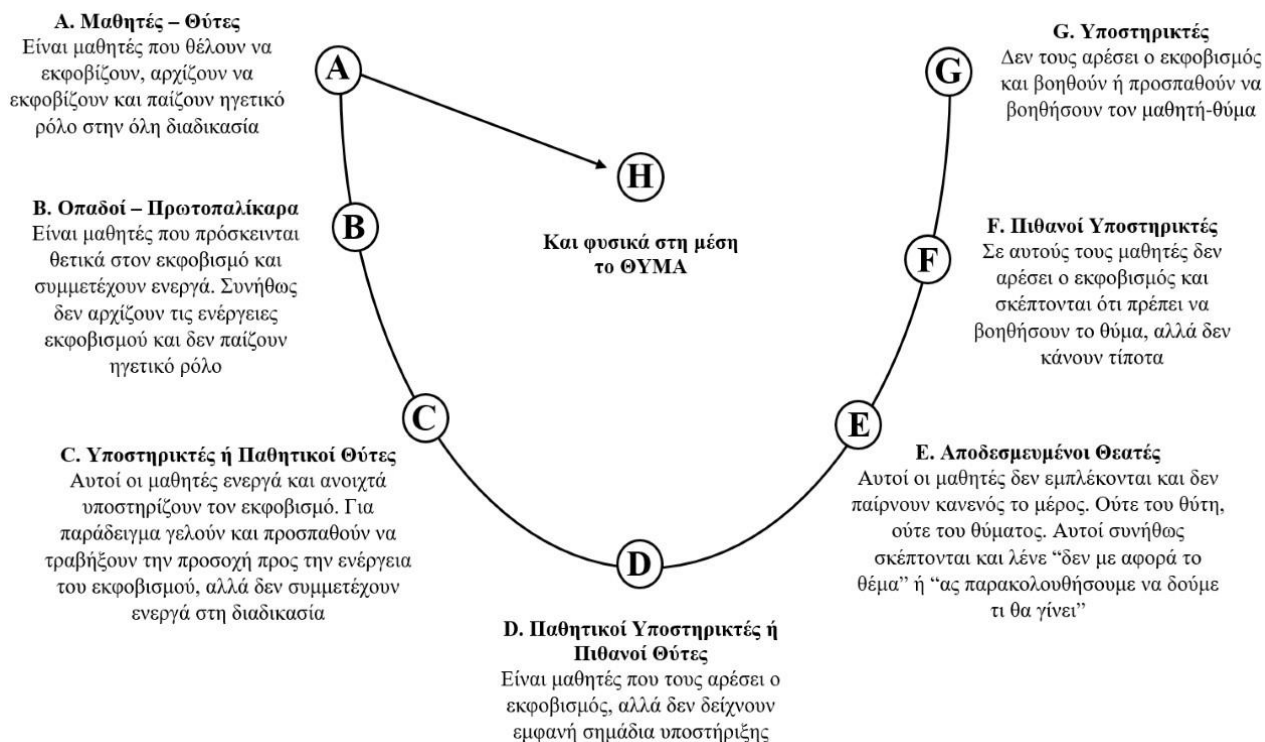 A. Μαθητές – Θύτες
Είναι μαθητές που θέλουν να
εκφοβίζουν, αρχίζουν να
εκφοβίζουν και παίζουν ηγετικό
ρόλο στην όλη διαδικασία
A
B. Οπαδοί – Πρωτοπαλίκαρα
Είναι μαθητές που πρόσκεινται
θετικά στον εκφοβισμό και
συμμετέχουν ενεργά. Συνήθως
δεν αρχίζουν τις ενέργειες
εκφοβισμού και δεν παίζουν
ηγετικό ρόλο
B
C
C. Υποστηρικτές ή Παθητικοί Θύτες
Αυτοί οι μαθητές ενεργά και ανοιχτά
υποστηρίζουν τον εκφοβισμό. Για
παράδειγμα γελούν και προσπαθούν να
τραβήξουν την προσοχή προς την ενέργεια
του εκφοβισμού, αλλά δεν συμμετέχουν
ενεργά στη διαδικασία
D
D. Παθητικοί Υποστηρικτές ή
Πιθανοί Θύτες
Είναι μαθητές που τους αρέσει ο
εκφοβισμός, αλλά δεν δείχνουν
εμφανή σημάδια υποστήριξης
E
E. Αποδεσμευμένοι Θεατές
Αυτοί οι μαθητές δεν εμπλέκονται και δεν
παίρνουν κανενός το μέρος. Ούτε του θύτη,
ούτε του θύματος. Αυτοί συνήθως
σκέπτονται και λένε “δεν με αφορά το
θέμα” ή “ας παρακολουθήσουμε να δούμε
τι θα γίνει”
F
F. Πιθανοί Υποστηρικτές
Σε αυτούς τους μαθητές δεν
αρέσει ο εκφοβισμός και
σκέπτονται ότι πρέπει να
βοηθήσουν το θύμα, αλλά δεν
κάνουν τίποτα
G
G. Υποστηρικτές
Δεν τους αρέσει ο εκφοβισμός
και βοηθούν ή προσπαθούν να
βοηθήσουν τον μαθητή-θύμα
H
Και φυσικά στη μέση
το ΘΥΜΑ